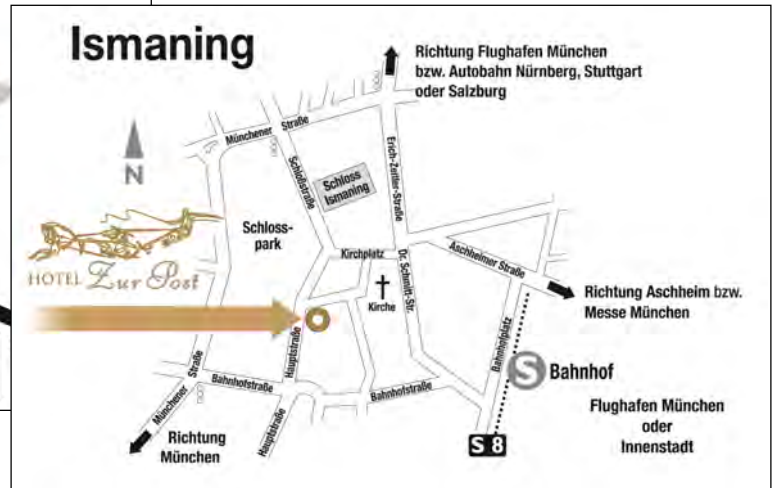 Ismaning
Richtung Flughafen München
bzw. Autobahn Nürnberg, Stuttgart
oder Salzburg
Münchener Straße
Schloßstraße
Erich-Zeitler-Straße
N
Schloss
Ismaning
Schloss-
park
HOTEL Zur Post
Kirchplatz
Dr. Schmitt-Str.
Aschheimer Straße
Kirche
Richtung Aschheim bzw.
Messe München
Hauptstraße
Bahnhofplatz
S Bahnhof
Münchener Straße
Bahnhofstraße
Bahnhofstraße
Hauptstraße
Flughafen München
oder
Innenstadt
Richtung
München
S 8